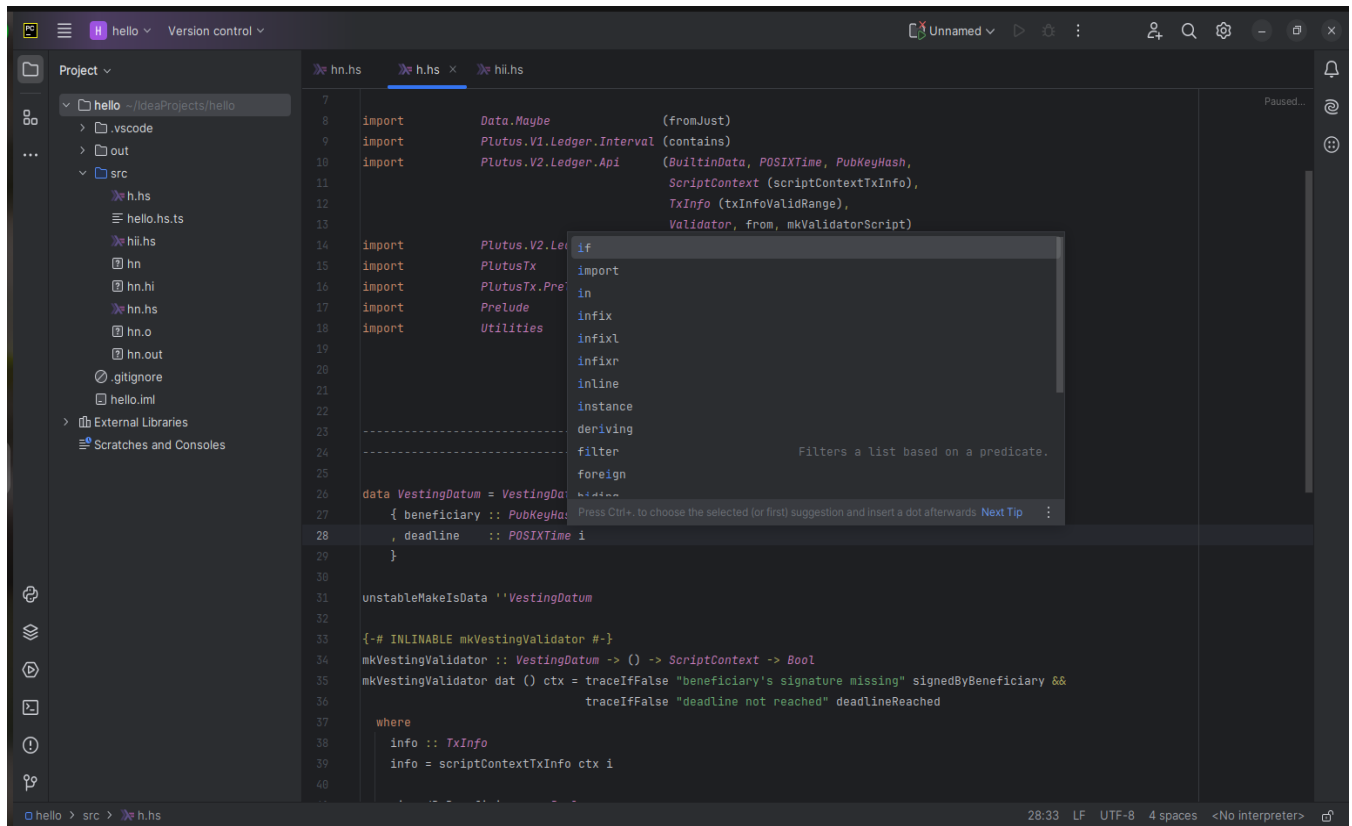 PC H hello Version control Unnamed
Project
hn.hs h.hs hii.hs
hello ~/IdeaProjects/hello
.vscode
out
src
h.hs
hello.hs.ts
hii.hs
hn
hn.hi
hn.hs
hn.o
hn.out
.gitignore
hello.iml
External Libraries
Scratches and Consoles
Paused...
7
8 import Data.Maybe (fromJust)
9 import Plutus.V1.Ledger.Interval (contains)
10 import Plutus.V2.Ledger.Api (BuiltinData, POSIXTime, PubKeyHash,
11 ScriptContext (scriptContextTxInfo),
12 TxInfo (txInfoValidRange),
13 Validator, from, mkValidatorScript)
14 import Plutus.V2.Le
15 import PlutusTx
16 import PlutusTx.Pre
17 import Prelude
18 import Utilities
19
20
21
22
23 ------------------------------
24 ------------------------------
25
26 data VestingDatum = VestingDa
27 { beneficiary :: PubKeyHa
28 , deadline :: POSIXTime i
29 }
30
31 unstableMakeIsData ''VestingDatum
32
33 {-# INLINABLE mkVestingValidator #-}
34 mkVestingValidator :: VestingDatum -> () -> ScriptContext -> Bool
35 mkVestingValidator dat () ctx = traceIfFalse "beneficiary's signature missing" signedByBeneficiary &&
36 traceIfFalse "deadline not reached" deadlineReached
37 where
38 info :: TxInfo
39 info = scriptContextTxInfo ctx i
40
if
import
in
infix
infixl
infixr
inline
instance
deriving
filter Filters a list based on a predicate.
foreign
hiding
Press Ctrl+. to choose the selected (or first) suggestion and insert a dot afterwards Next Tip
hello > src > h.hs
28:33 LF UTF-8 4 spaces <No interpreter>